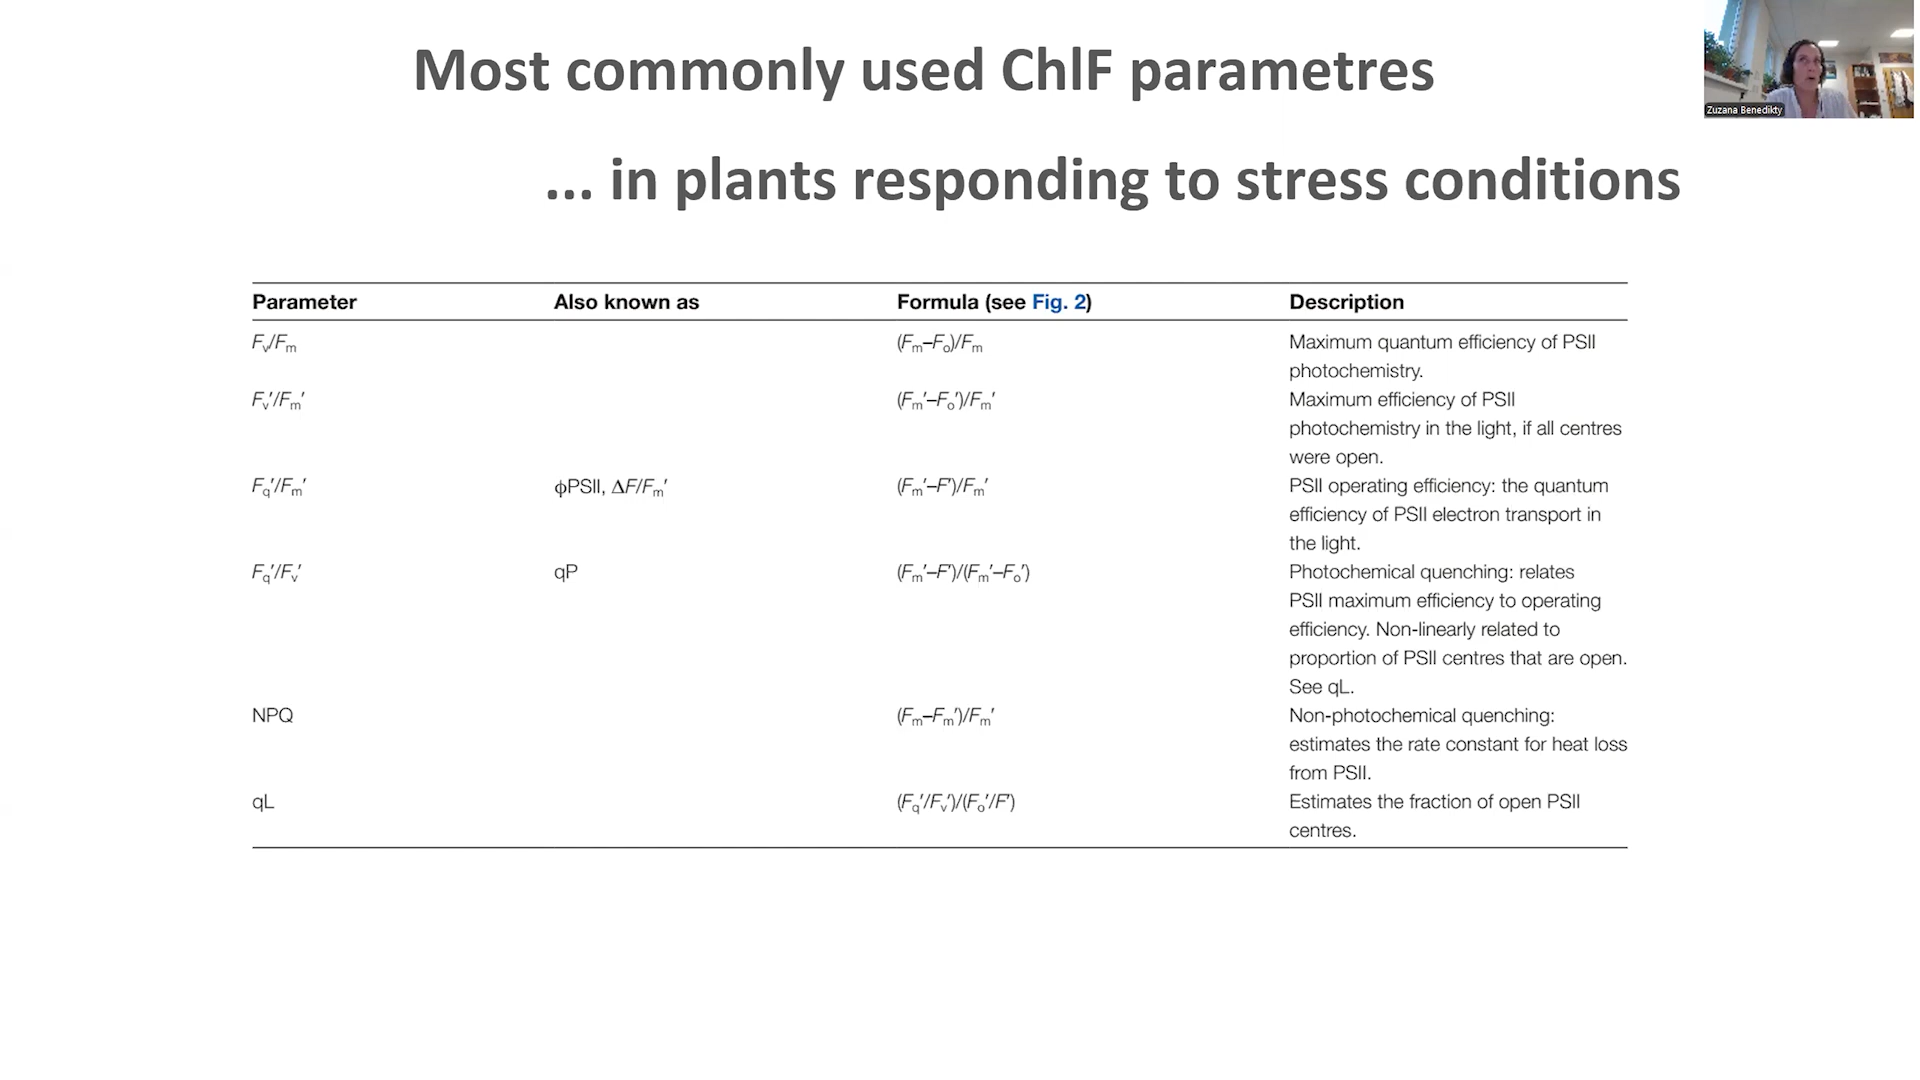 Most commonly used ChlF parametres
Zuzana Benedikty
... in plants responding to stress conditions
Parameter Also known as Formula (see Fig. 2) Description
Fv/Fm (Fm–Fo)/Fm Maximum quantum efficiency of PSII
photochemistry.
Fv′/Fm′ (Fm′–Fo′)/Fm′ Maximum efficiency of PSII
photochemistry in the light, if all centres
were open.
Fq′/Fm′ ϕPSII, ΔF/Fm′ (Fm′–F′)/Fm′ PSII operating efficiency: the quantum
efficiency of PSII electron transport in
the light.
Fq′/Fv′ qP (Fm′–F′)/(Fm′–Fo′) Photochemical quenching: relates
PSII maximum efficiency to operating
efficiency. Non-linearly related to
proportion of PSII centres that are open.
See qL.
NPQ (Fm–Fm′)/Fm′ Non-photochemical quenching:
estimates the rate constant for heat loss
from PSII.
qL (Fq′/Fv′)/(Fo′/F′) Estimates the fraction of open PSII
centres.